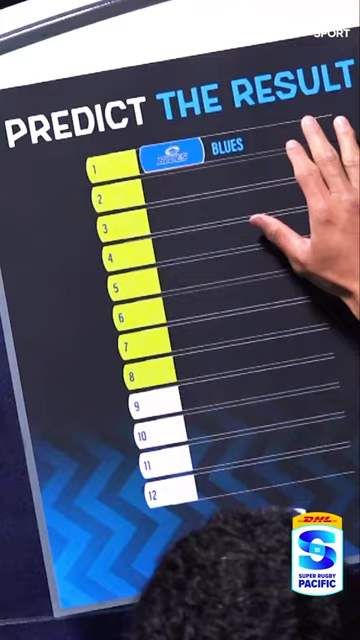 SPORT
PREDICT THE RESULT
1 BLUES BLUES
2
3
4
5
6
7
8
9
10
11
12
DHL
SUPER RUGBY
PACIFIC